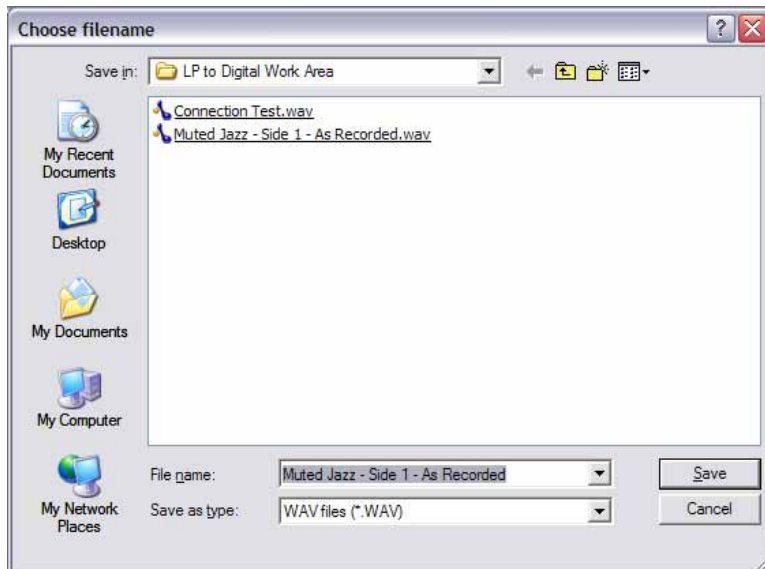 Choose filename
Save in: LP to Digital Work Area
Connection Test.wav
Muted Jazz - Side 1 - As Recorded.wav
My Recent
Documents
Desktop
My Documents
My Computer
My Network
Places
File name: Muted Jazz - Side 1 - As Recorded Save
Save as type: WAV files (*.WAV) Cancel